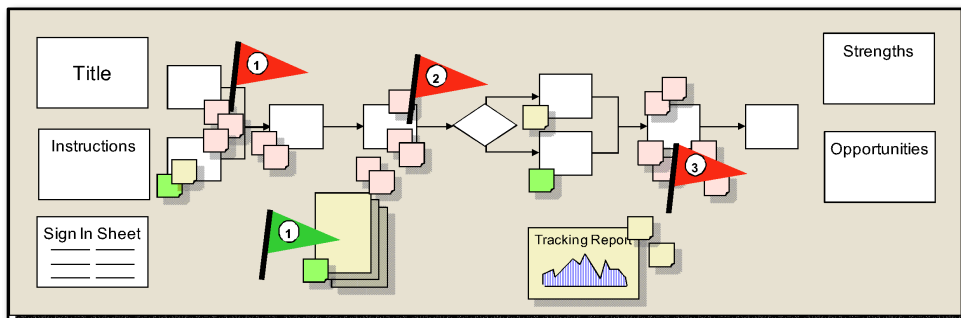 Title
Instructions
Sign In Sheet
1
2
1
3
Tracking Report
Strengths
Opportunities